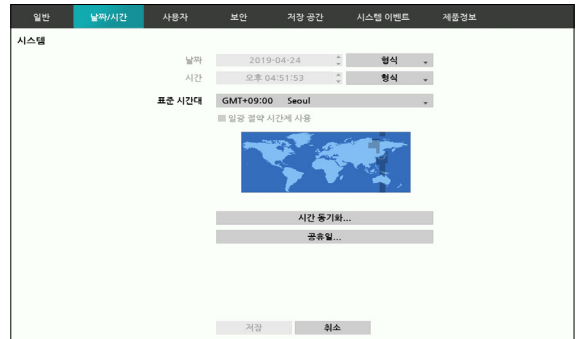 일반 날짜/시간 사용자 보안 저장 공간 시스템 이벤트 제품정보
시스템
날짜 2019-04-24 형식
시간 오후 04:51:53 형식
표준 시간대 GMT+09:00 Seoul
일광 절약 시간제 사용
시간 동기화...
공휴일...
저장 취소